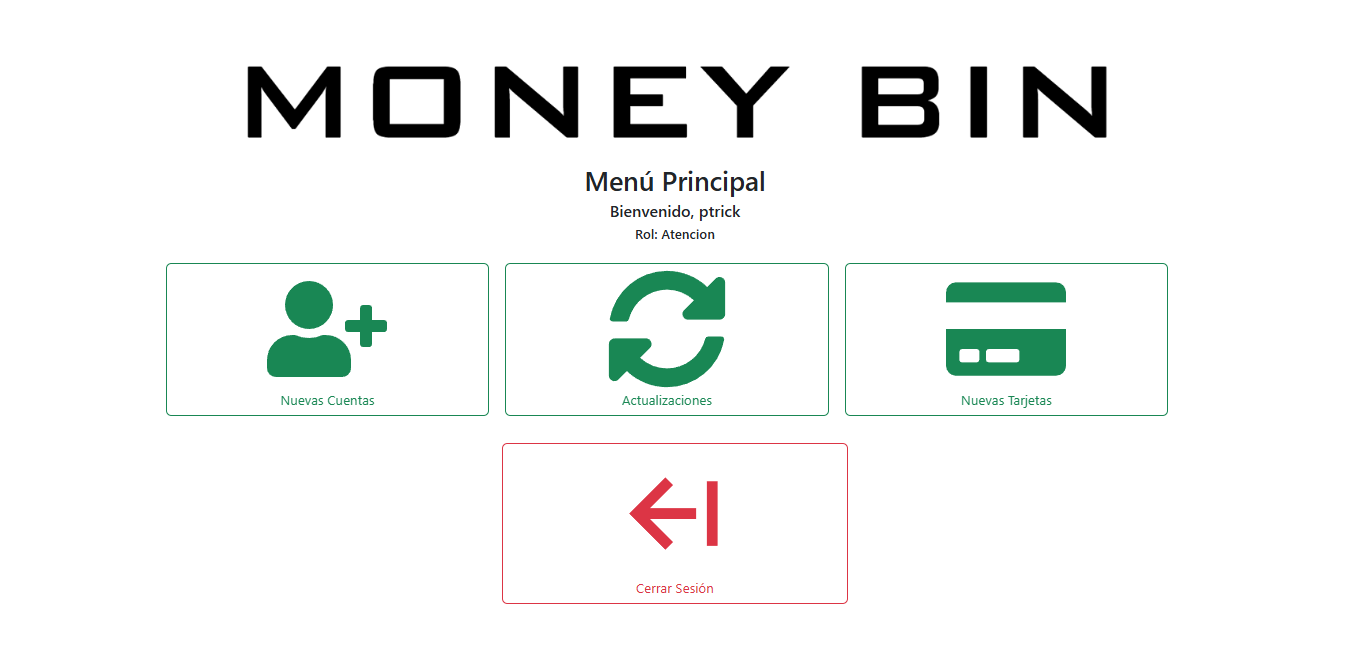 MONEY BIN
Menú Principal
Bienvenido, ptrick
Rol: Atencion
Nuevas Cuentas
Actualizaciones
Nuevas Tarjetas
Cerrar Sesión